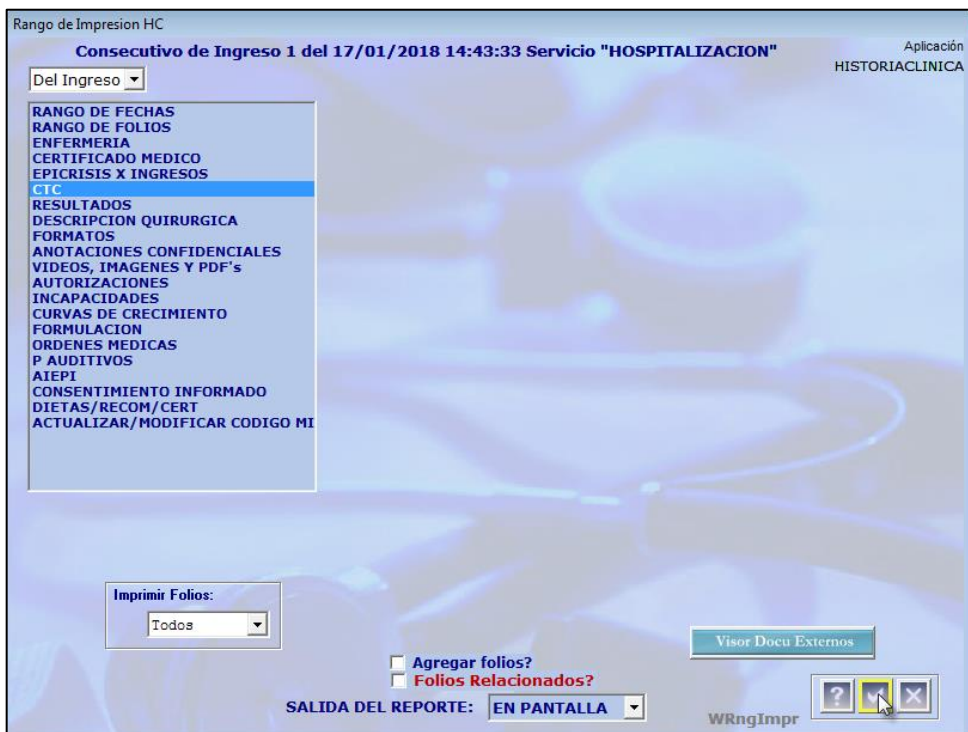 Rango de Impresion HC
Consecutivo de Ingreso 1 del 17/01/2018 14:43:33 Servicio "HOSPITALIZACION"
Aplicación
HISTORIACLINICA
Del Ingreso
RANGO DE FECHAS
RANGO DE FOLIOS
ENFERMERIA
CERTIFICADO MEDICO
EPICRISIS X INGRESOS
CTC
RESULTADOS
DESCRIPCION QUIRURGICA
FORMATOS
ANOTACIONES CONFIDENCIALES
VIDEOS, IMAGENES Y PDF's
AUTORIZACIONES
INCAPACIDADES
CURVAS DE CRECIMIENTO
FORMULACION
ORDENES MEDICAS
P AUDITIVOS
AIEPI
CONSENTIMIENTO INFORMADO
DIETAS/RECOM/CERT
ACTUALIZAR/MODIFICAR CODIGO MI
Imprimir Folios:
Todos
Visor Docu Externos
Agregar folios?
Folios Relacionados?
SALIDA DEL REPORTE: EN PANTALLA
WRngImpr
?